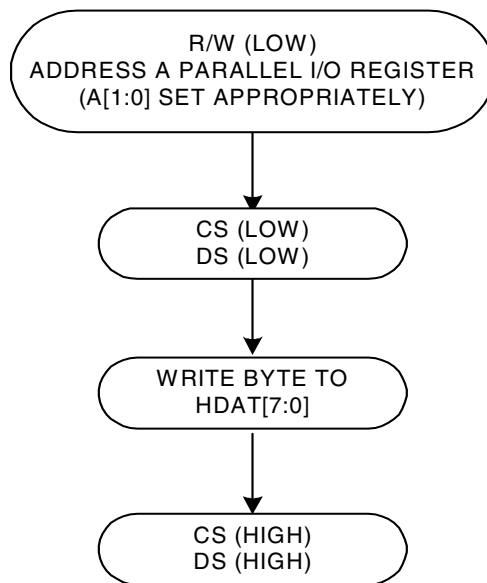 R/W (LOW)
ADDRESS A PARALLEL I/O REGISTER
(A[1:0] SET APPROPRIATELY)
CS (LOW)
DS (LOW)
WRITE BYTE TO
HDAT[7:0]
CS (HIGH)
DS (HIGH)